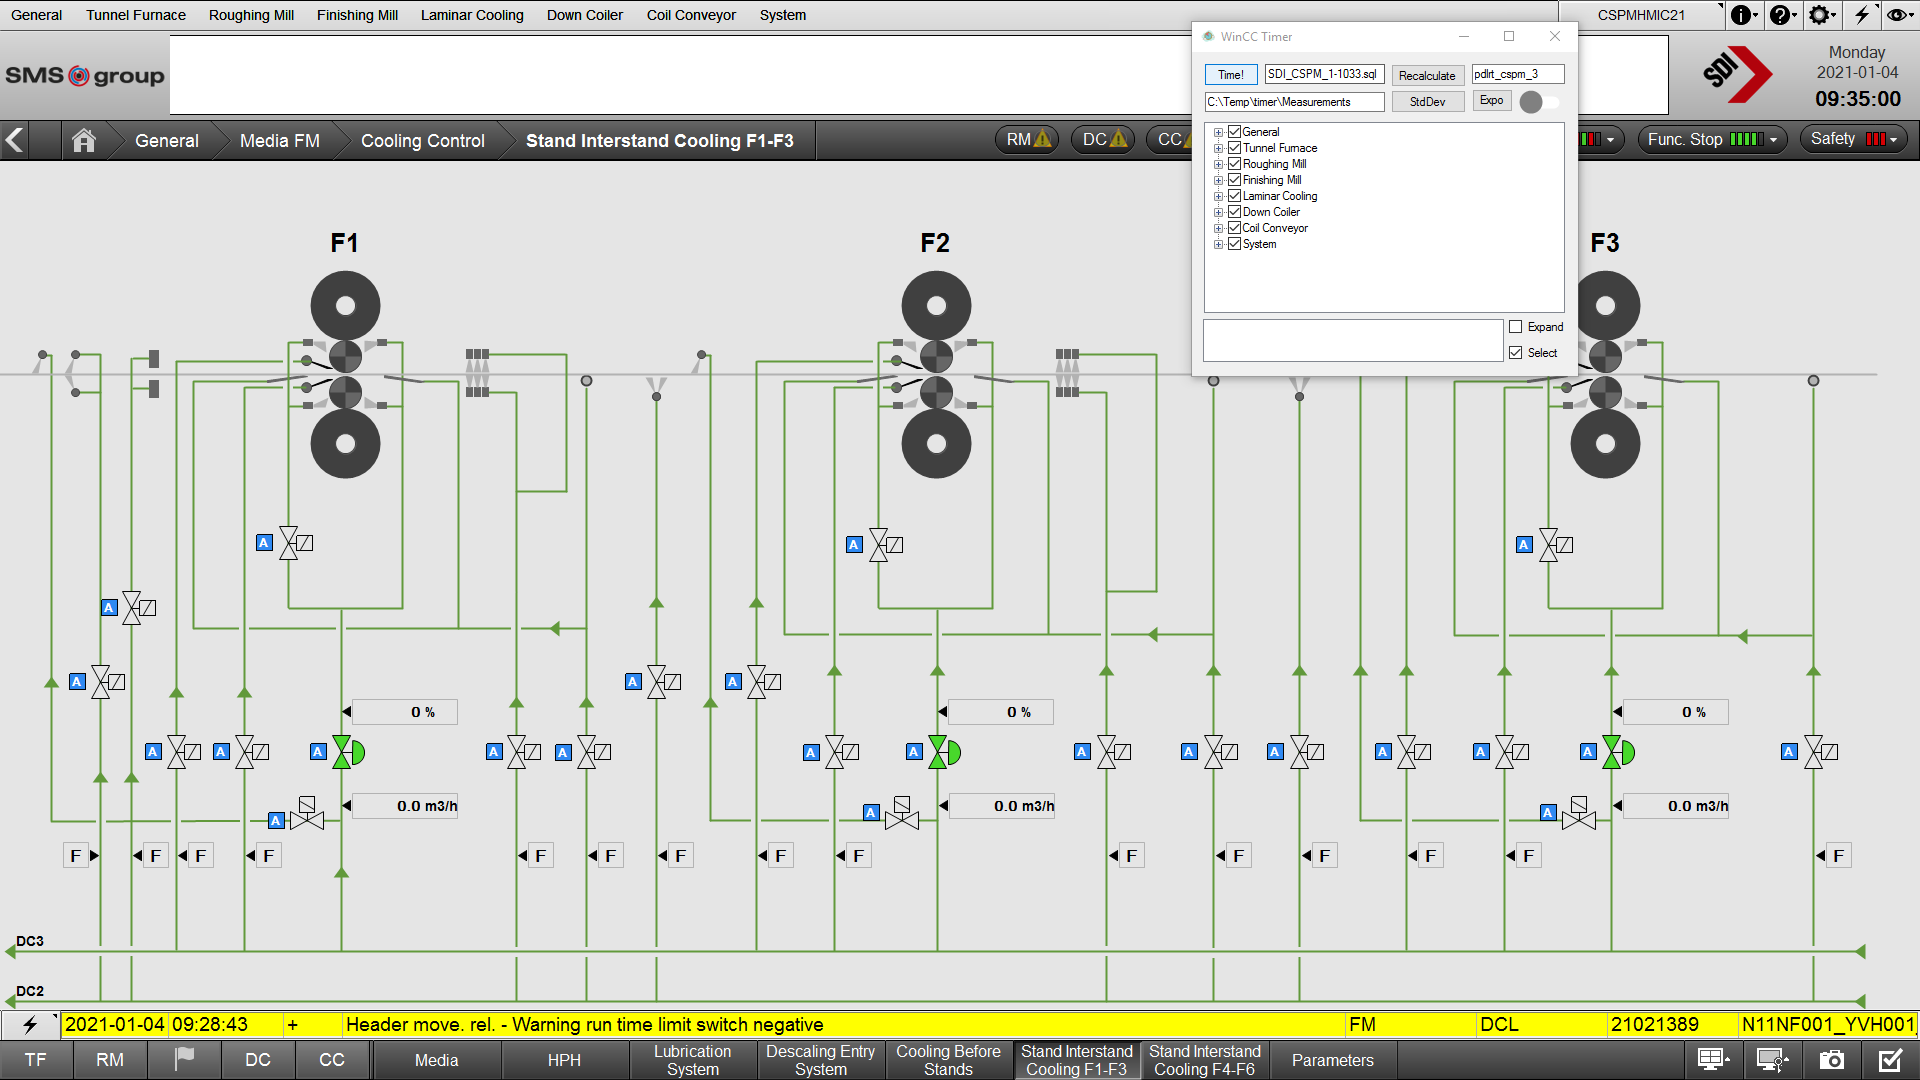 General Tunnel Furnace Roughing Mill Finishing Mill Laminar Cooling Down Coiler Coil Conveyor System CSPMHMIC21
SMS group
SDI
Monday
2021-01-04
09:35:00
WinCC Timer
Time! SDI_CSPM_1-1033.sql Recalculate pdlrt_cspm_3
C:\Temp\timer\Measurements StdDev Expo
General
Tunnel Furnace
Roughing Mill
Finishing Mill
Laminar Cooling
Down Coiler
Coil Conveyor
System
Expand
Select
General Media FM Cooling Control Stand Interstand Cooling F1-F3 RM DC CC Func. Stop Safety
F1 F2 F3
A A A
A
A A A
0 % 0 % 0 %
A A A A A A A A A A A A A A
0.0 m3/h 0.0 m3/h 0.0 m3/h
A A A
F F F F F F F F F F F F F F F
DC3
DC2
2021-01-04 09:28:43 + Header move. rel. - Warning run time limit switch negative FM DCL 21021389 N11NF001_YVH001
TF RM DC CC Media HPH Lubrication System Descaling Entry System Cooling Before Stands Stand Interstand Cooling F1-F3 Stand Interstand Cooling F4-F6 Parameters